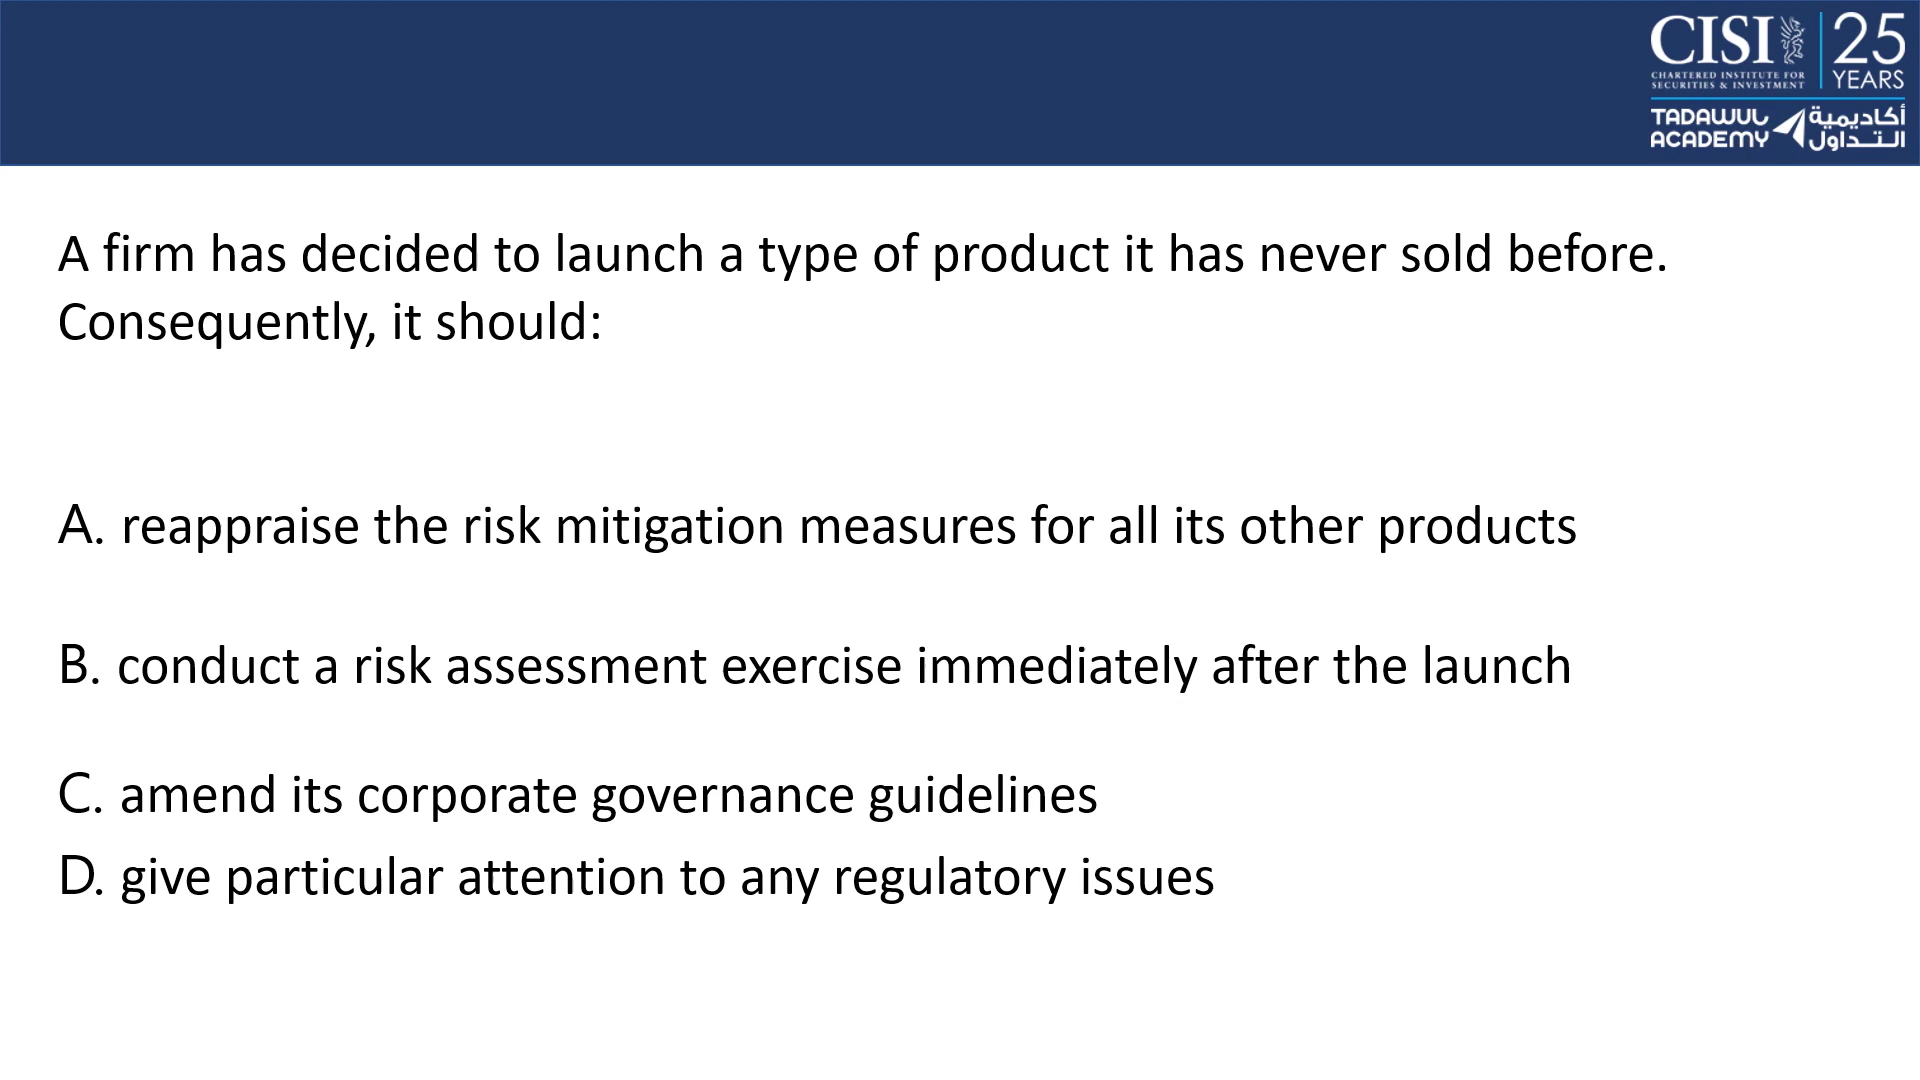 CISI
CHARTERED INSTITUTE FOR
SECURITIES & INVESTMENT
25
YEARS
TADAWUL
ACADEMY
أكاديمية
التداول
A firm has decided to launch a type of product it has never sold before.
Consequently, it should:
A. reappraise the risk mitigation measures for all its other products
B. conduct a risk assessment exercise immediately after the launch
C. amend its corporate governance guidelines
D. give particular attention to any regulatory issues